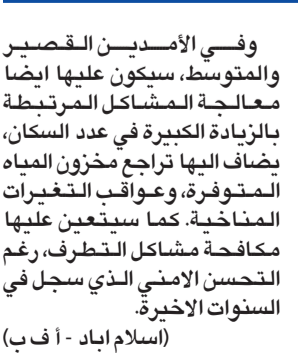 وفي الأمدين القصير
والمتوسط، سيكون عليها ايضا
معالجة المشاكل المرتبطة
بالزيادة الكبيرة في عدد السكان،
يضاف اليها تراجع مخزون المياه
المتوفرة، وعواقب التغيرات
المناخية. كما سيتعين عليها
مكافحة مشاكل التطرف، رغم
التحسن الامني الذي سجل في
السنوات الاخيرة.
(اسلام اباد - أ ف ب)